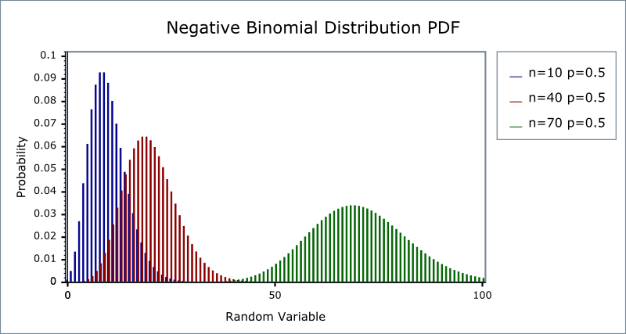 Negative Binomial Distribution PDF
0.1
0.09
0.08
0.07
0.06
0.05
0.04
0.03
0.02
0.01
0
Probability
0 50 100
Random Variable
n=10 p=0.5
n=40 p=0.5
n=70 p=0.5